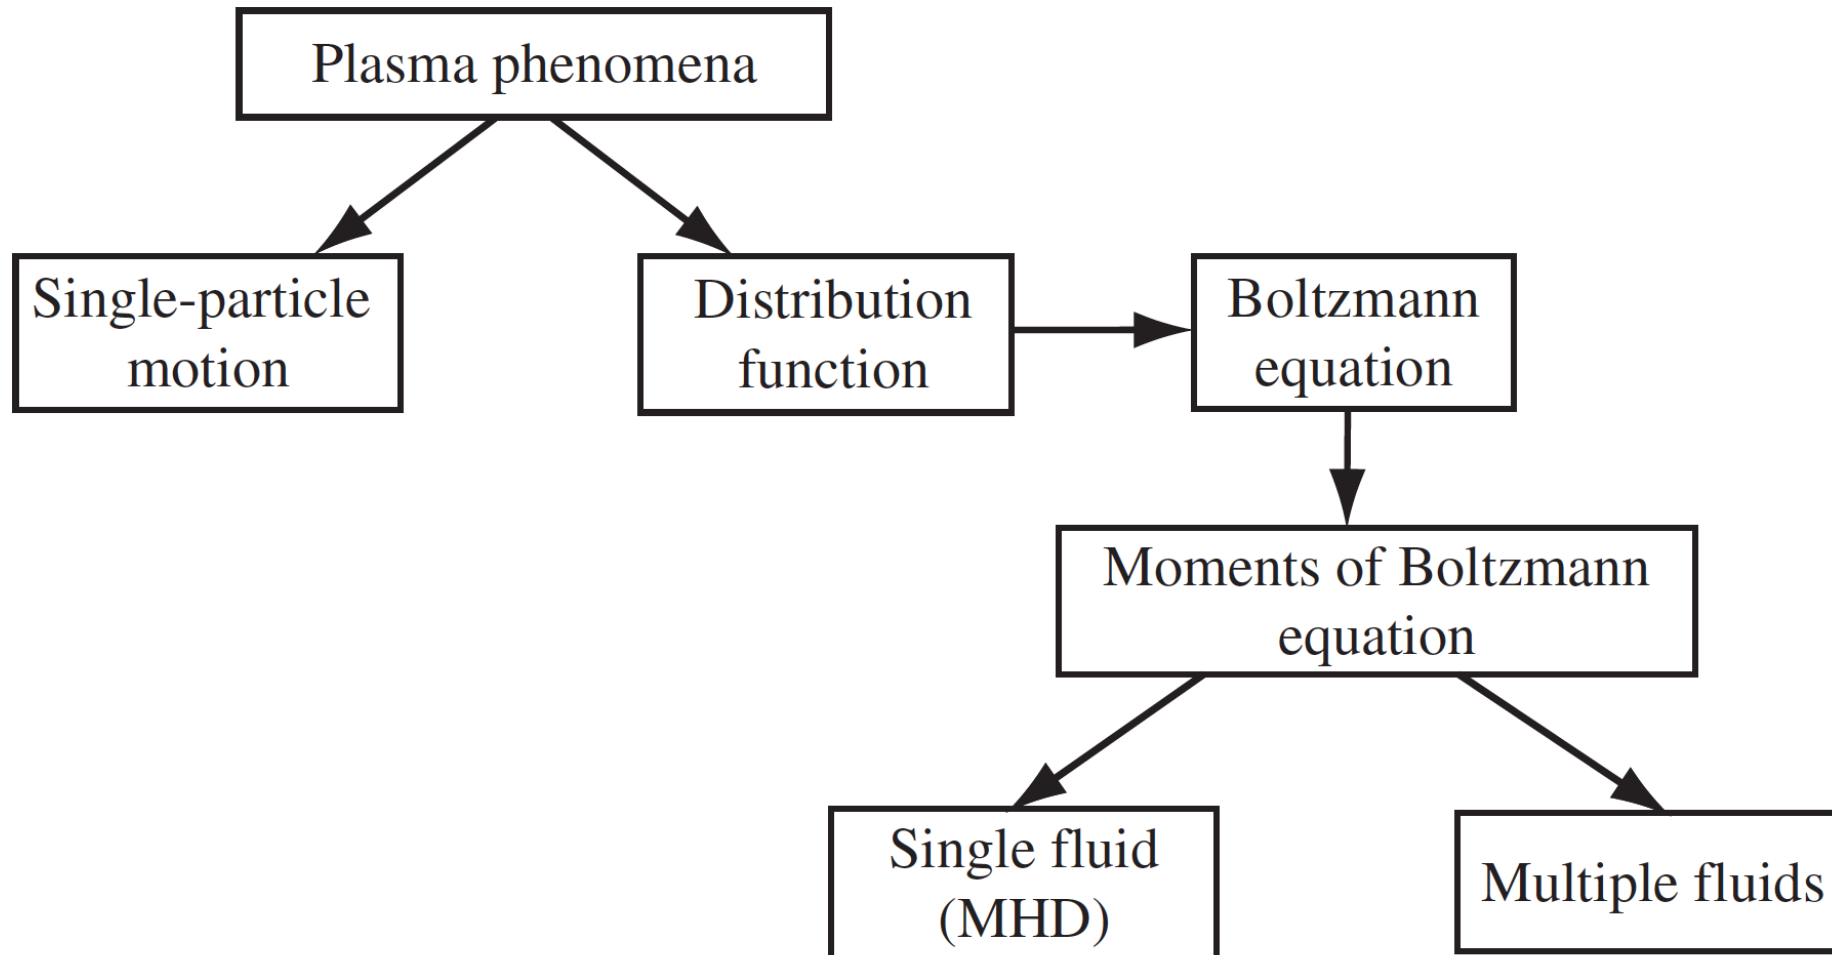 Plasma phenomena
Single-particle
motion
Distribution
function
Boltzmann
equation
Moments of Boltzmann
equation
Single fluid
(MHD)
Multiple fluids